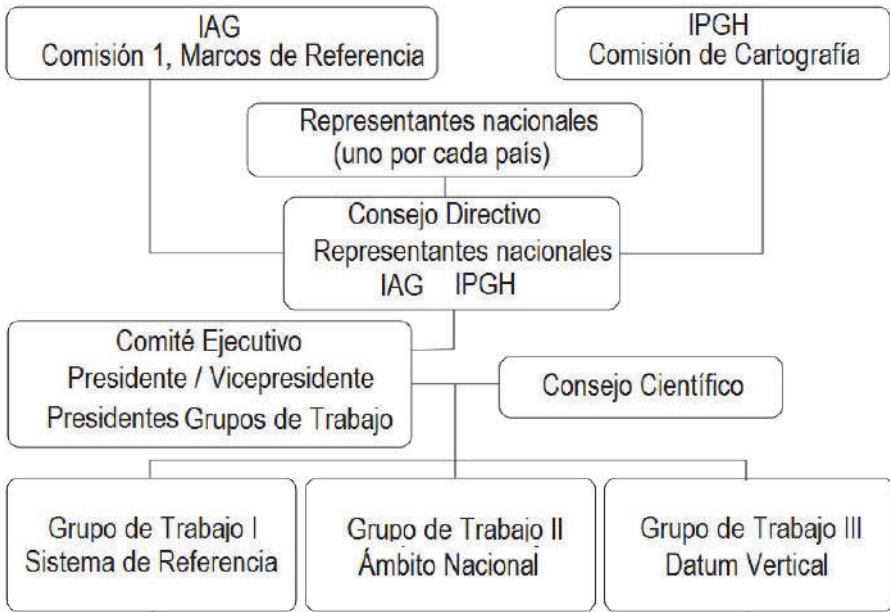 IAG
Comisión 1, Marcos de Referencia
IPGH
Comisión de Cartografía
Representantes nacionales
(uno por cada país)
Consejo Directivo
Representantes nacionales
IAG IPGH
Comité Ejecutivo
Presidente / Vicepresidente
Presidentes Grupos de Trabajo
Consejo Científico
Grupo de Trabajo I
Sistema de Referencia
Grupo de Trabajo II
Ámbito Nacional
Grupo de Trabajo III
Datum Vertical